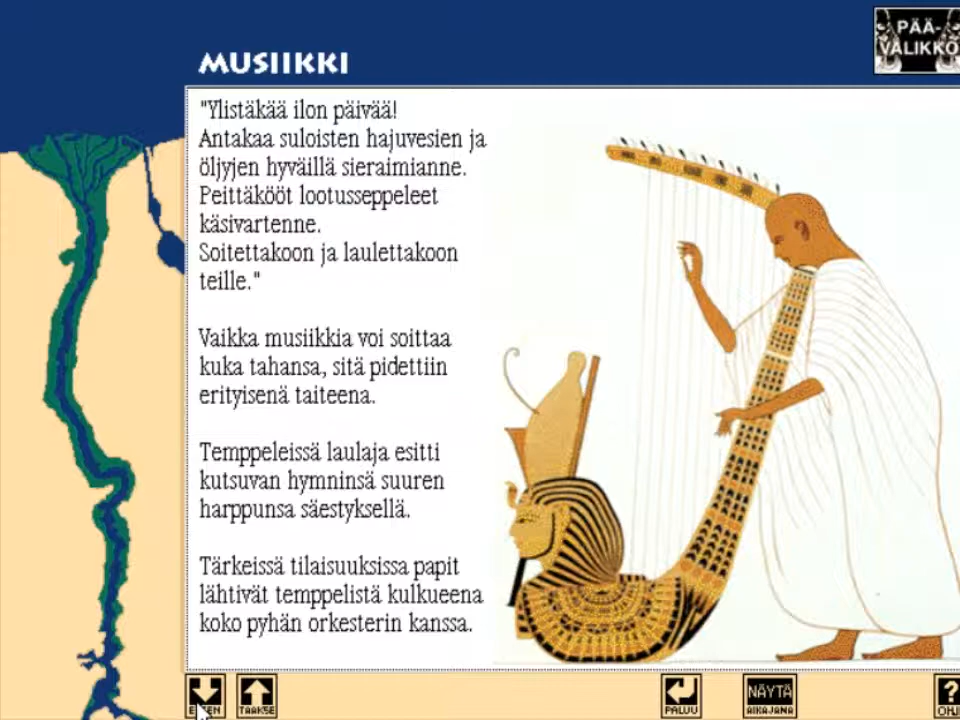 PÄÄ-
VALIKKO
MUSIIKKI
"Ylistäkää ilon päivää!
Antakaa suloisten hajuvesien ja
öljyjen hyväillä sieraimianne.
Peittäkööt lootusseppeleet
käsivartenne.
Soitettakoon ja laulettakoon
teille."
Vaikka musiikkia voi soittaa
kuka tahansa, sitä pidettiin
erityisenä taiteena.
Temppeleissä laulaja esitti
kutsuvan hymninsä suuren
harppunsa säestyksellä.
Tärkeissä tilaisuuksissa papit
lähtivät temppelistä kulkueena
koko pyhän orkesterin kanssa.
TAAKSE
PALUU
NÄYTÄ
AIKAJANA
?